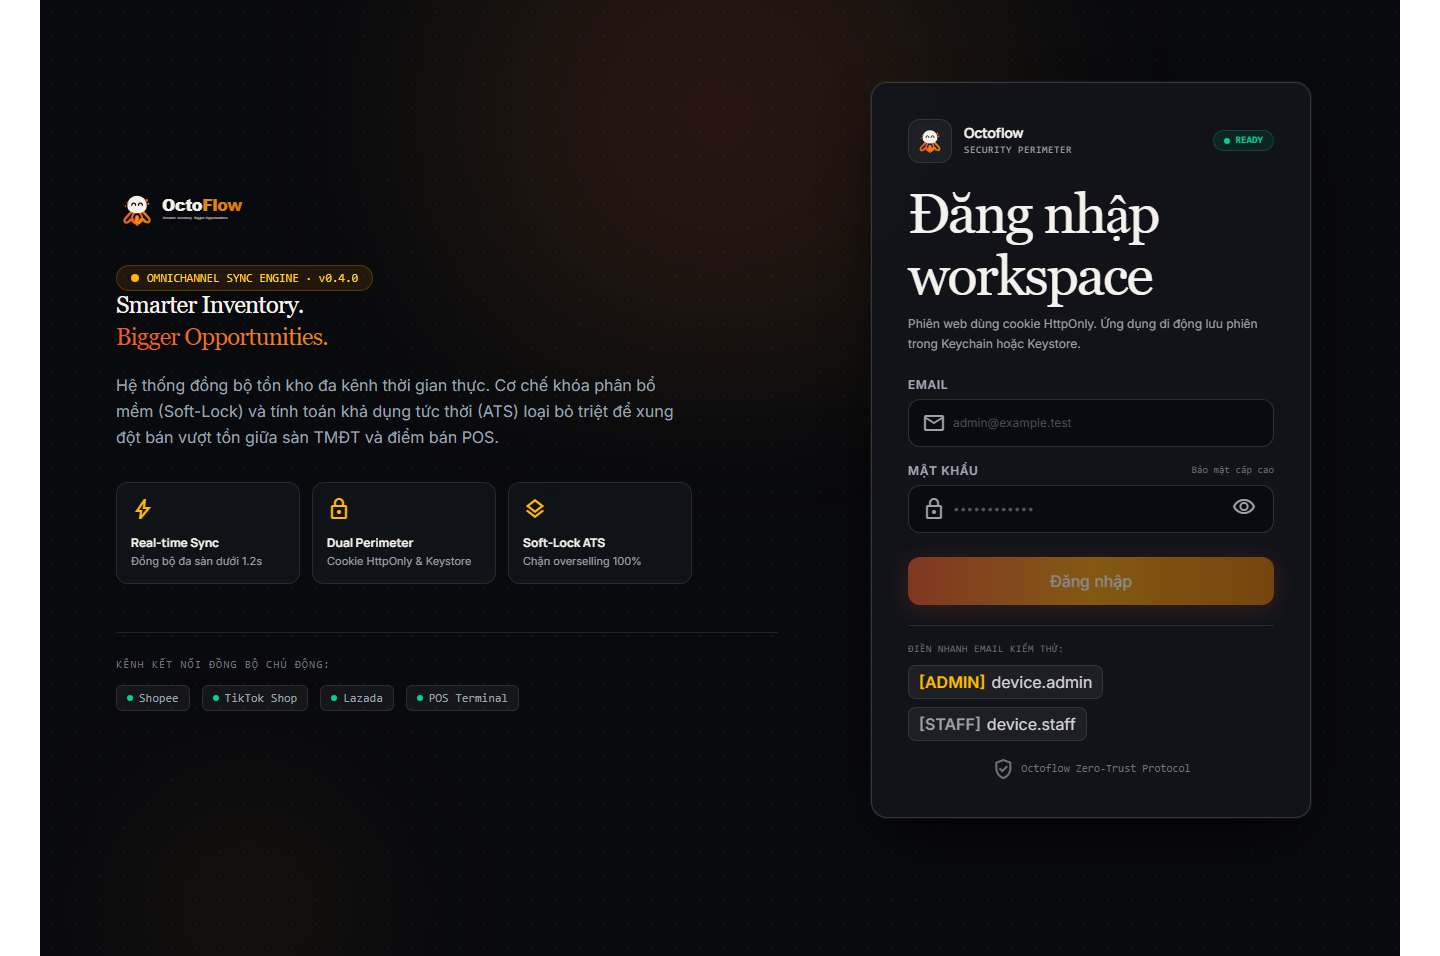 OctoFlow
OMNICHANNEL SYNC ENGINE · v0.4.0
Smarter Inventory.
Bigger Opportunities.
Hệ thống đồng bộ tồn kho đa kênh thời gian thực. Cơ chế khóa phân bổ
mềm (Soft-Lock) và tính toán khả dụng tức thời (ATS) loại bỏ triệt để xung
đột bán vượt tồn giữa sàn TMĐT và điểm bán POS.
Real-time Sync
Đồng bộ đa sàn dưới 1.2s
Dual Perimeter
Cookie HttpOnly & Keystore
Soft-Lock ATS
Chặn overselling 100%
KÊNH KẾT NỐI ĐỒNG BỘ CHỦ ĐỘNG:
Shopee
TikTok Shop
Lazada
POS Terminal
Octoflow
SECURITY PERIMETER
READY
Đăng nhập
workspace
Phiên web dùng cookie HttpOnly. Ứng dụng di động lưu phiên
trong Keychain hoặc Keystore.
EMAIL
admin@example.test
MẬT KHẨU
Bảo mật cấp cao
••••••••••••
Đăng nhập
ĐIỀN NHANH EMAIL KIỂM THỬ:
[ADMIN] device.admin
[STAFF] device.staff
Octoflow Zero-Trust Protocol